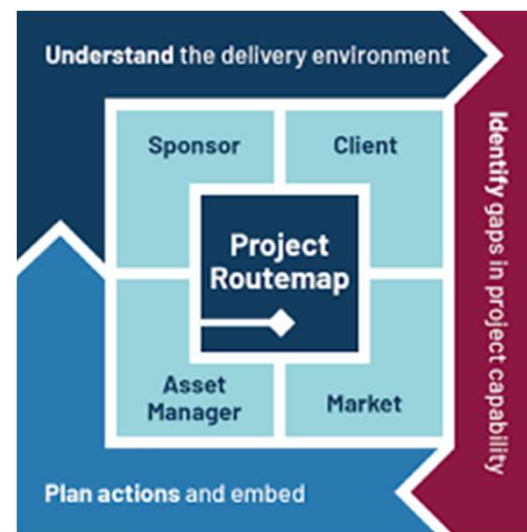 Understand the delivery environment
Identify gaps in project capability
Sponsor
Client
Project
Routemap
Asset
Manager
Market
Plan actions and embed